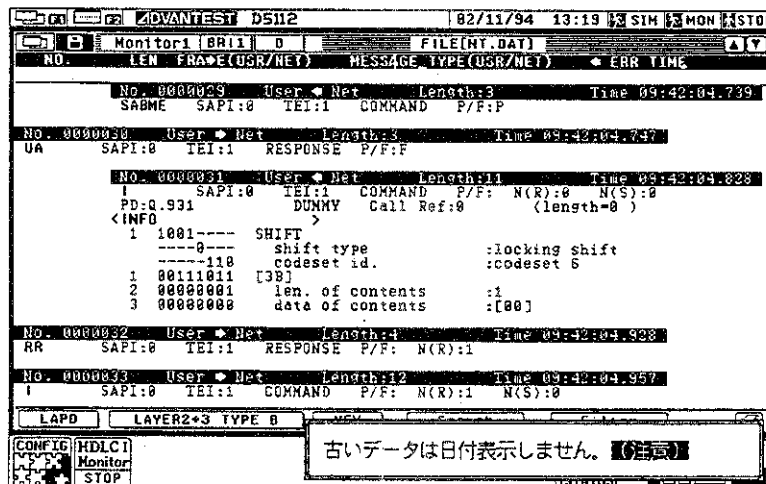 F1 F2 ADVANTEST D5112 02/11/94 13:19 SIM MON STO
Monitor1 BRI1 D FILE[NT.DAT]
NO. LEN FRAME(USR/NET) MESSAGE TYPE(USR/NET) ERR TIME
No. 0000029 User ← Net Length:3 Time 09:42:04.739
SABME SAPI:0 TEI:1 COMMAND P/F:P
No. 0000030 User → Net Length:3 Time 09:42:04.747
UA SAPI:0 TEI:1 RESPONSE P/F:F
No. 0000031 User ← Net Length:11 Time 09:42:04.828
I SAPI:0 TEI:1 COMMAND P/F: N(R):0 N(S):0
PD:Q.931 DUMMY Call Ref:0 (length=0 )
<INFO >
1 1001---- SHIFT
----0--- shift type :locking shift
-----110 codeset id. :codeset 6
1 00111011 [3B]
2 00000001 len. of contents :1
3 00000000 data of contents :[00]
No. 0000032 User → Net Length:4 Time 09:42:04.928
RR SAPI:0 TEI:1 RESPONSE P/F: N(R):1
No. 0000033 User → Net Length:12 Time 09:42:04.957
I SAPI:0 TEI:1 COMMAND P/F: N(R):1 N(S):0
LAPD LAYER2+3 TYPE B
古いデータは日付表示しません。 《注意》
CONFIG HDLC I
Monitor
STOP